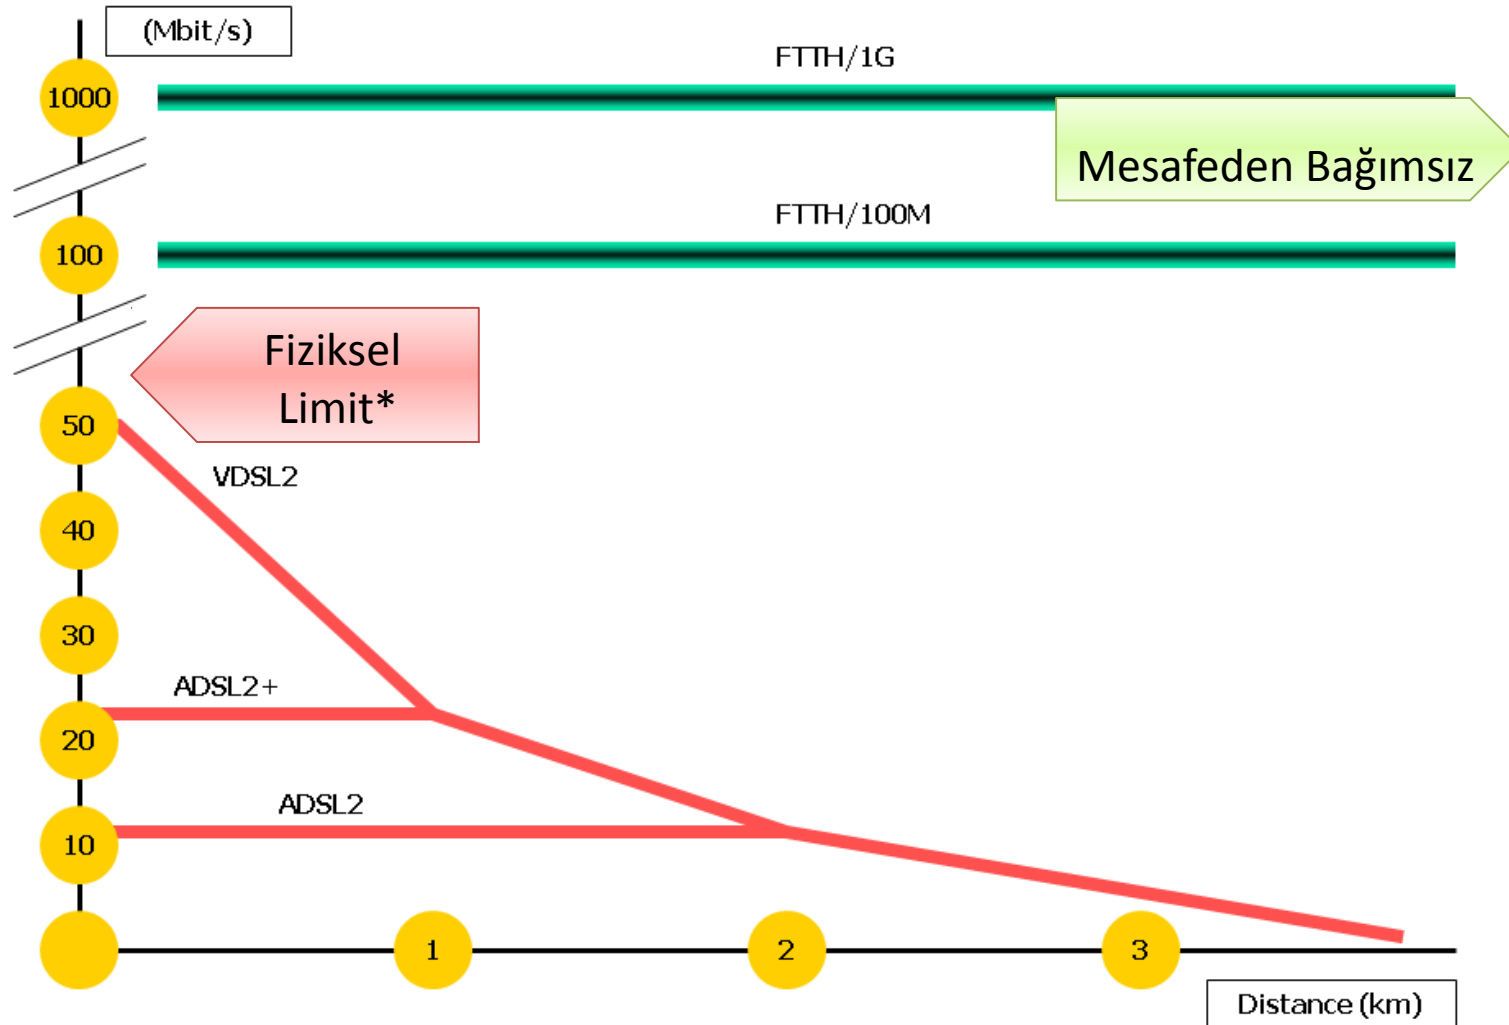 (Mbit/s)
FTTH/1G
1000
Mesafeden Bağımsız
FTTH/100M
100
Fiziksel
Limit*
50
VDSL2
40
30
ADSL2+
20
ADSL2
10
1
2
3
Distance (km)